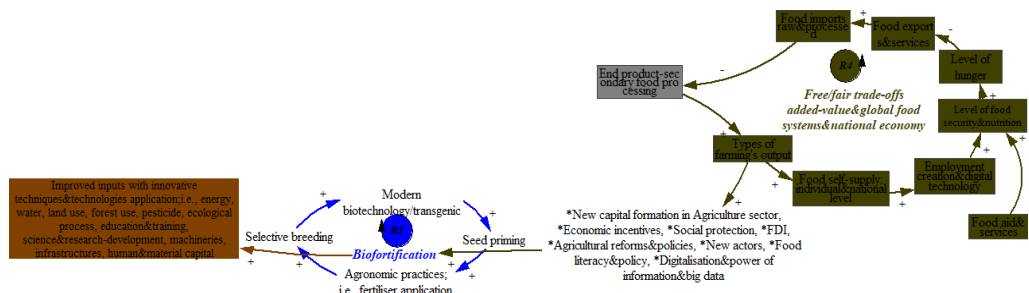 Food imports
raw&processe
d
Food export
s&services
R4
Level of
hunger
End product-sec
ondary food pro
cessing
Free/fair trade-offs
added-value&global food
systems&national economy
Level of food
security&nutrition
Types of
farming's output
Food self-supply;
individual&national
level
Employment
creation&digital
technology
Food aid&
services
Improved inputs with innovative
techniques&technologies application;i.e., energy,
water, land use, forest use, pesticide, ecological
process, education&training,
science&research-development, machineries,
infrastructures, human&material capital
Modern
biotechnology/transgenic
Selective breeding
Seed priming
Biofortification
Agronomic practices;
i.e., fertiliser application
*New capital formation in Agriculture sector,
*Economic incentives, *Social protection, *FDI,
*Agricultural reforms&policies, *New actors, *Food
literacy&policy, *Digitalisation&power of
information&big data